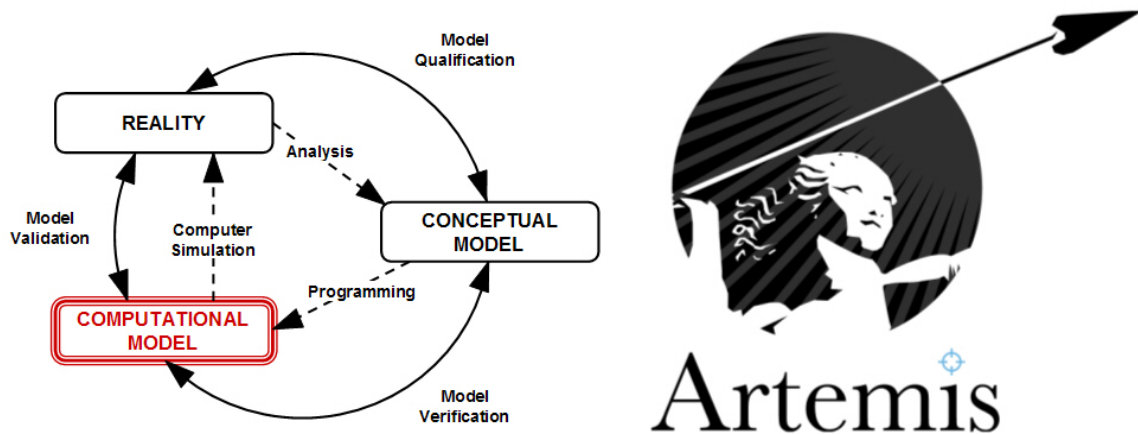 Model
Qualification
REALITY
Analysis
Model
Validation
Computer
Simulation
CONCEPTUAL
MODEL
Programming
COMPUTATIONAL
MODEL
Model
Verification
Artemis